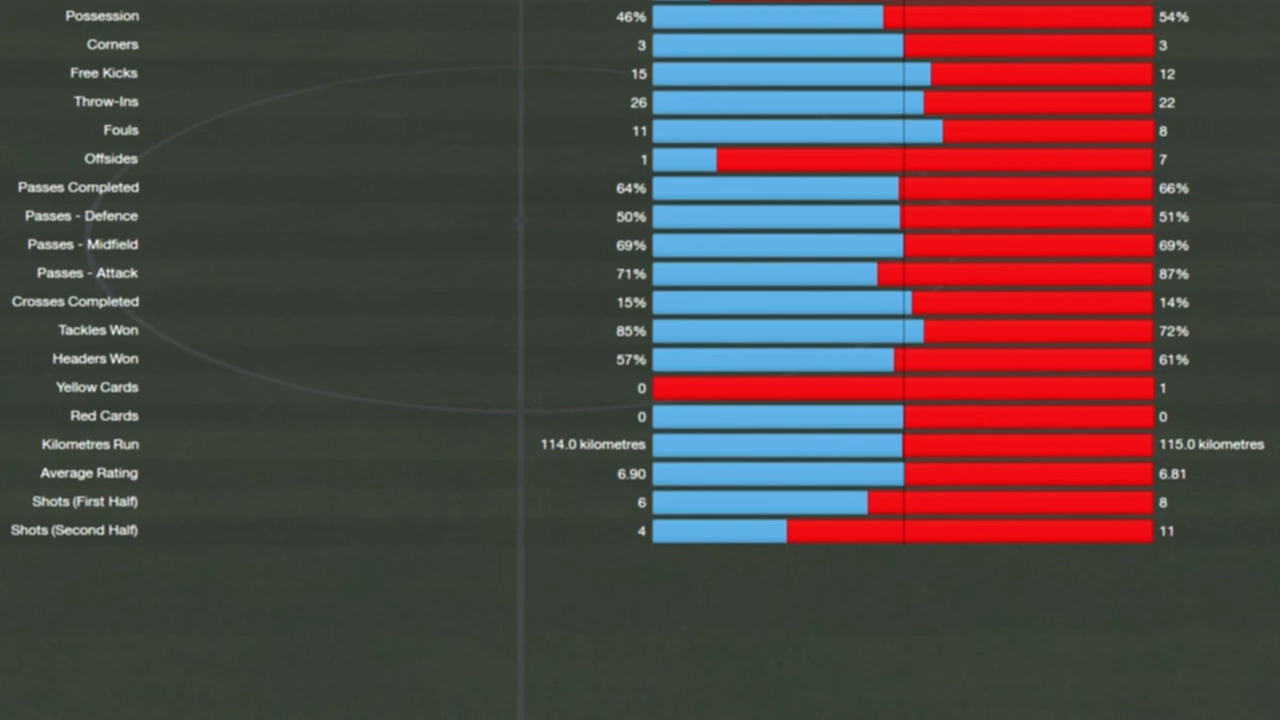 Possession 46% 54%
Corners 3 3
Free Kicks 15 12
Throw-Ins 26 22
Fouls 11 8
Offsides 1 7
Passes Completed 64% 66%
Passes - Defence 50% 51%
Passes - Midfield 69% 69%
Passes - Attack 71% 87%
Crosses Completed 15% 14%
Tackles Won 85% 72%
Headers Won 57% 61%
Yellow Cards 0 1
Red Cards 0 0
Kilometres Run 114.0 kilometres 115.0 kilometres
Average Rating 6.90 6.81
Shots (First Half) 6 8
Shots (Second Half) 4 11